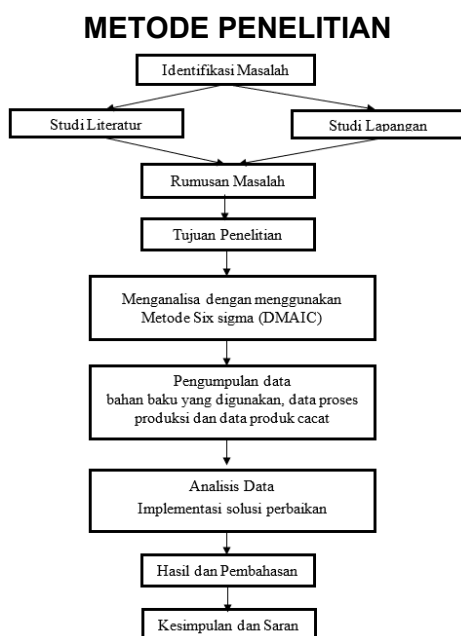 METODE PENELITIAN
Identifikasi Masalah
Studi Literatur
Studi Lapangan
Rumusan Masalah
Tujuan Penelitian
Menganalisa dengan menggunakan
Metode Six sigma (DMAIC)
Pengumpulan data
bahan baku yang digunakan, data proses
produksi dan data produk cacat
Analisis Data
Implementasi solusi perbaikan
Hasil dan Pembahasan
Kesimpulan dan Saran